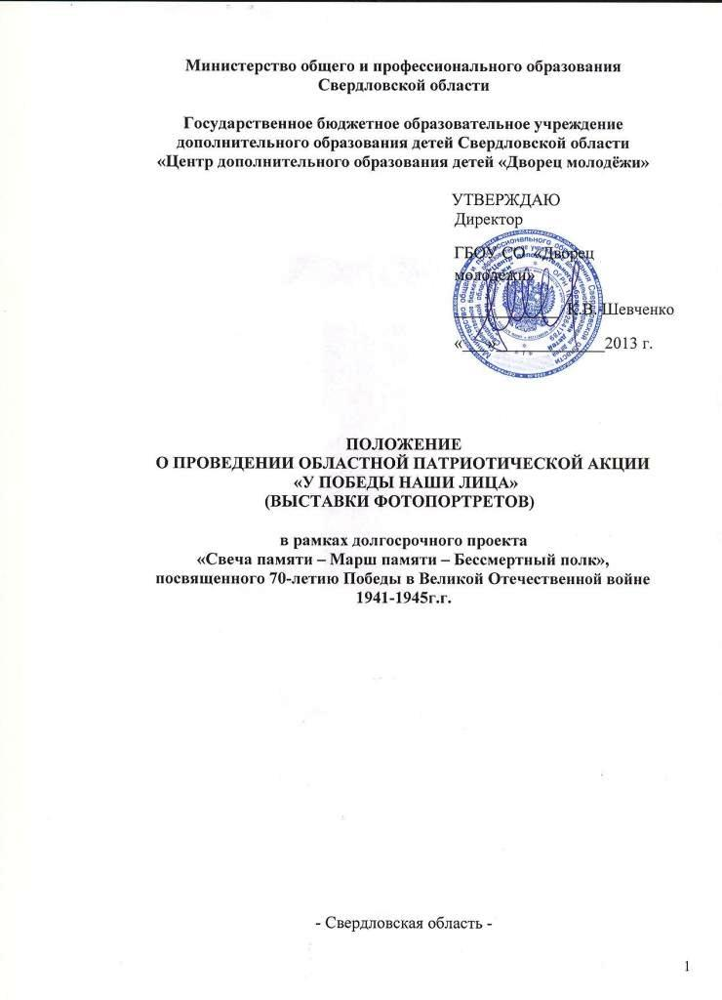 Министерство общего и профессионального образования
Свердловской области
Государственное бюджетное образовательное учреждение
дополнительного образования детей Свердловской области
«Центр дополнительного образования детей «Дворец молодёжи»
УТВЕРЖДАЮ
Директор
ГБОУ СО «Дворец
молодёжи»
К.В. Шевченко
«___»_____________2013 г.
ПОЛОЖЕНИЕ
О ПРОВЕДЕНИИ ОБЛАСТНОЙ ПАТРИОТИЧЕСКОЙ АКЦИИ
«У ПОБЕДЫ НАШИ ЛИЦА»
(ВЫСТАВКИ ФОТОПОРТРЕТОВ)
в рамках долгосрочного проекта
«Свеча памяти – Марш памяти – Бессмертный полк»,
посвященного 70-летию Победы в Великой Отечественной войне
1941-1945г.г.
- Свердловская область -
1